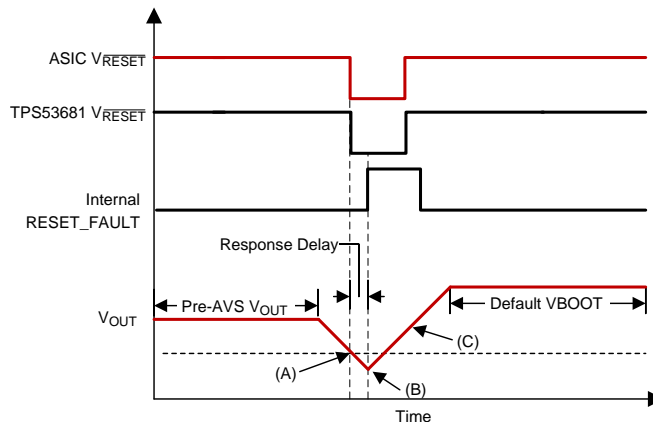 ASIC VRESET
TPS53681 VRESET
Internal
RESET_FAULT
Response Delay
Pre-AVS VOUT
Default VBOOT
VOUT
(C)
(A)
(B)
Time